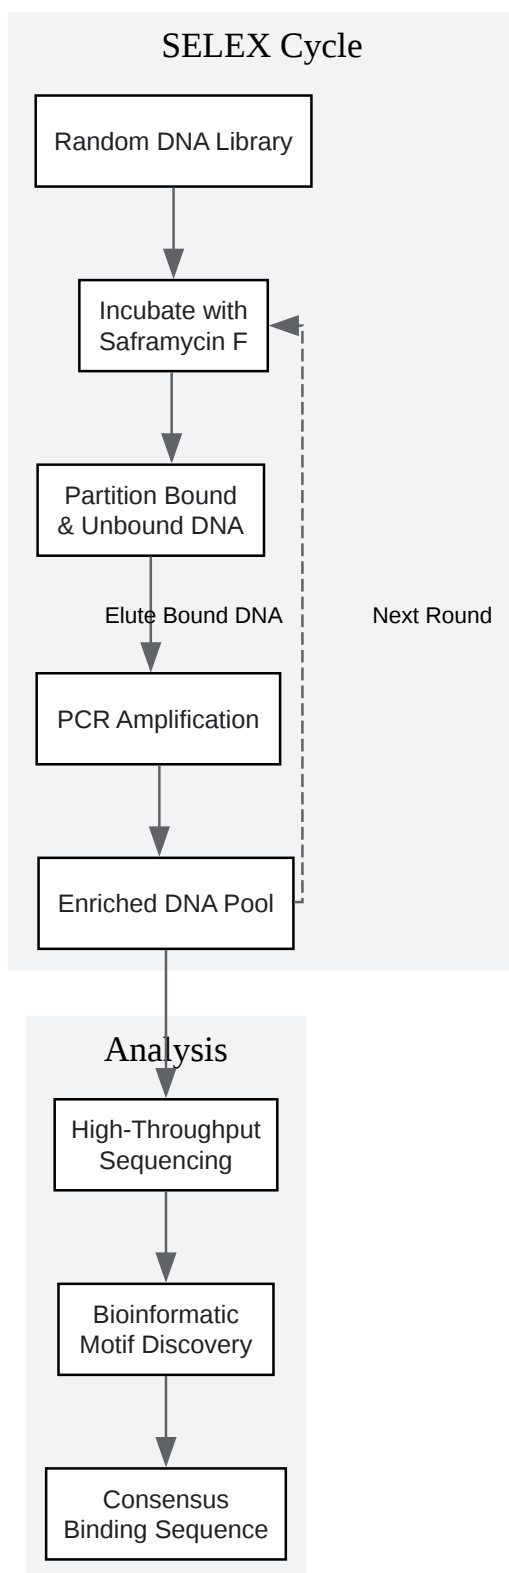 SELEX Cycle
Random DNA Library
Incubate with
Saframycin F
Partition Bound
& Unbound DNA
Elute Bound DNA
Next Round
PCR Amplification
Enriched DNA Pool
Analysis
High-Throughput
Sequencing
Bioinformatic
Motif Discovery
Consensus
Binding Sequence